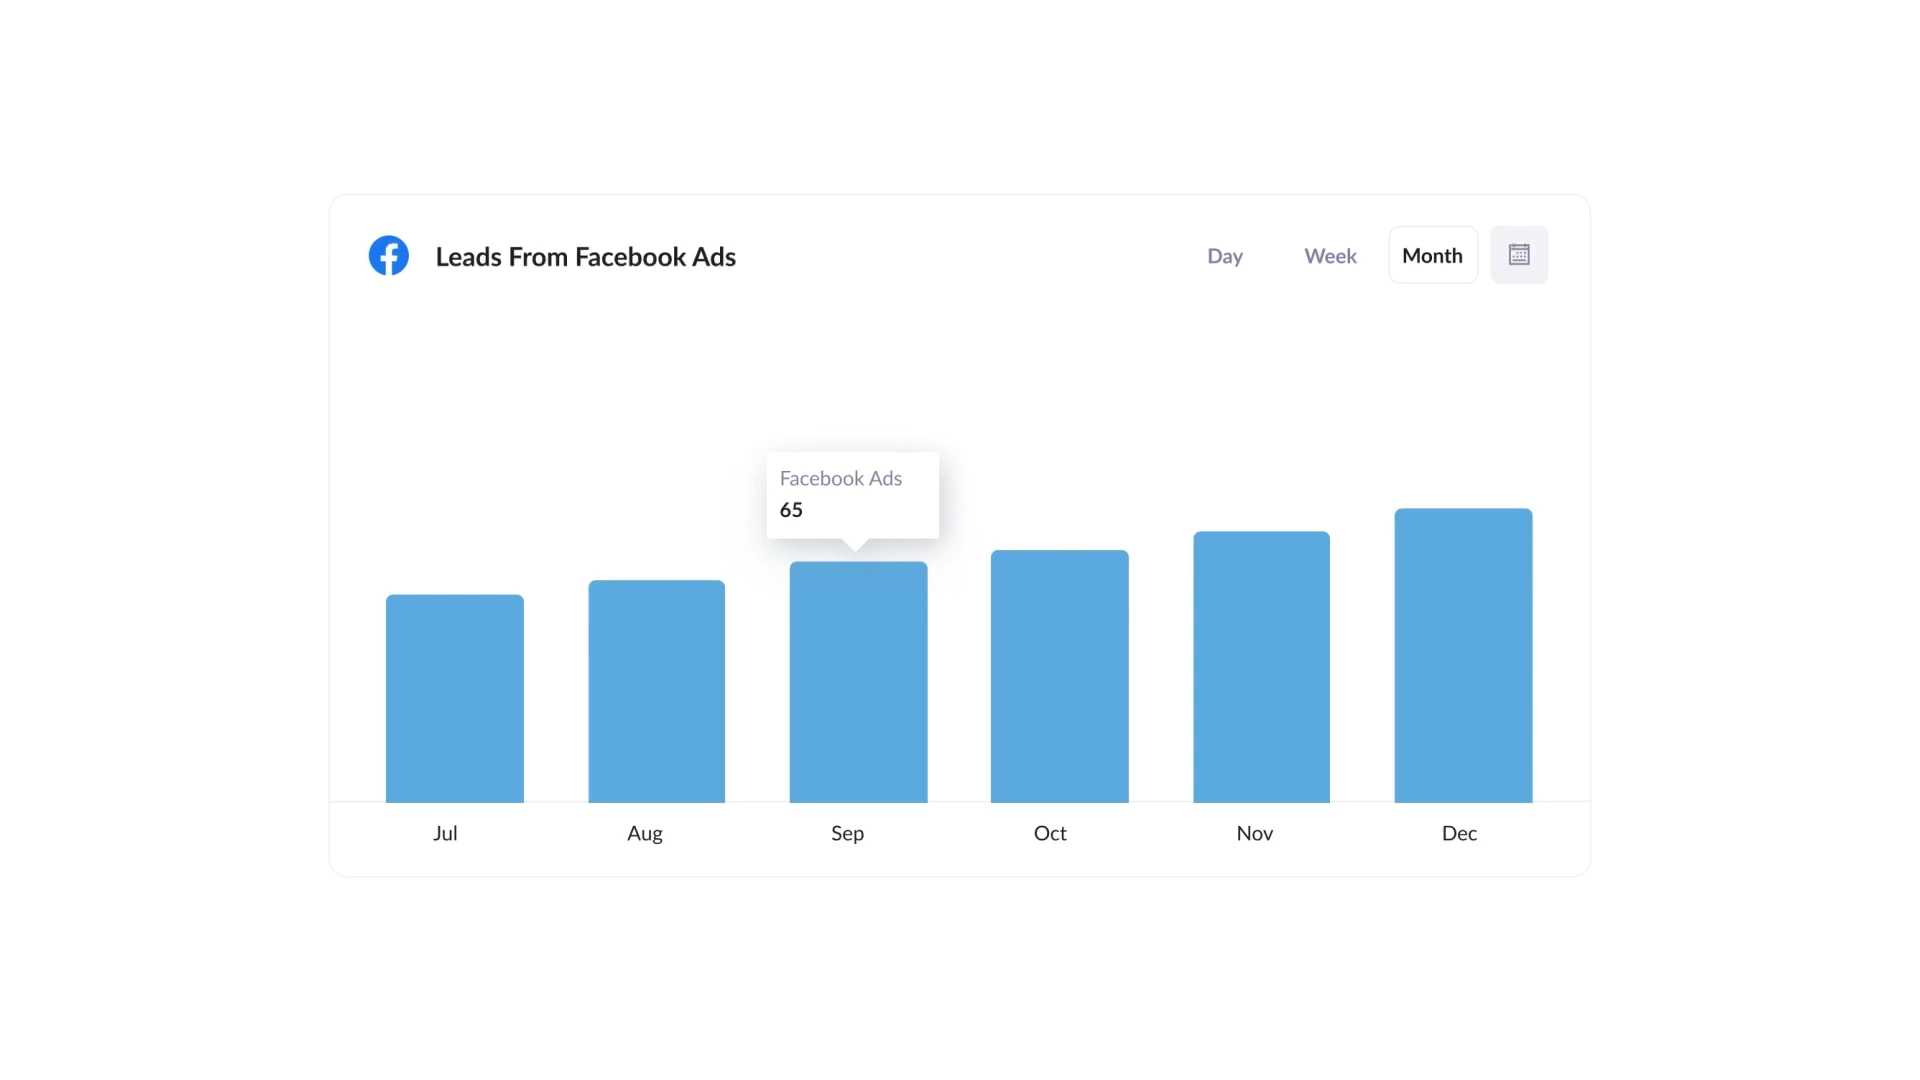 Leads From Facebook Ads
Day Week Month
Facebook Ads
65
Jul Aug Sep Oct Nov Dec